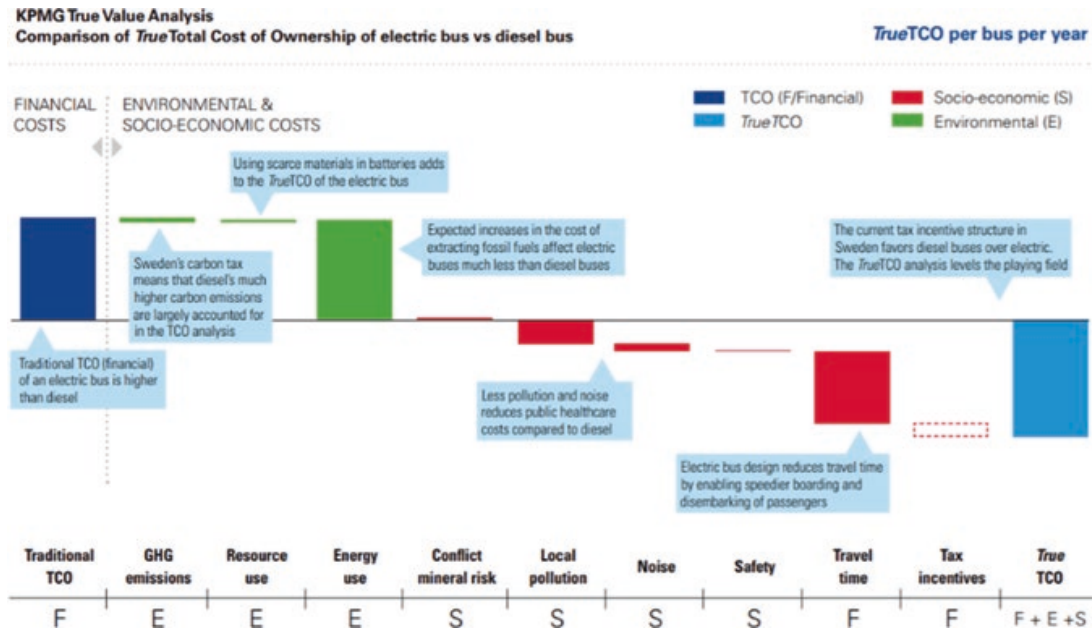 KPMG True Value Analysis
Comparison of TrueTotal Cost of Ownership of electric bus vs diesel bus
TrueTCO per bus per year
FINANCIAL
COSTS
ENVIRONMENTAL &
SOCIO-ECONOMIC COSTS
TCO (F/Financial)
TrueTCO
Socio-economic (S)
Environmental (E)
Using scarce materials in batteries adds
to the TrueTCO of the electric bus
Sweden's carbon tax
means that diesel's much
higher carbon emissions
are largely accounted for
in the TCO analysis
Expected increases in the cost of
extracting fossil fuels affect electric
buses much less than diesel buses
The current tax incentive structure in
Sweden favors diesel buses over electric.
The TrueTCO analysis levels the playing field
Traditional TCO (financial)
of an electric bus is higher
than diesel
Less pollution and noise
reduces public healthcare
costs compared to diesel
Electric bus design reduces travel time
by enabling speedier boarding and
disembarking of passengers
Traditional
TCO
GHG
emissions
Resource
use
Energy
use
Conflict
mineral risk
Local
pollution
Noise
Safety
Travel
time
Tax
incentives
True
TCO
F
E
E
E
S
S
S
S
F
F
F + E +S